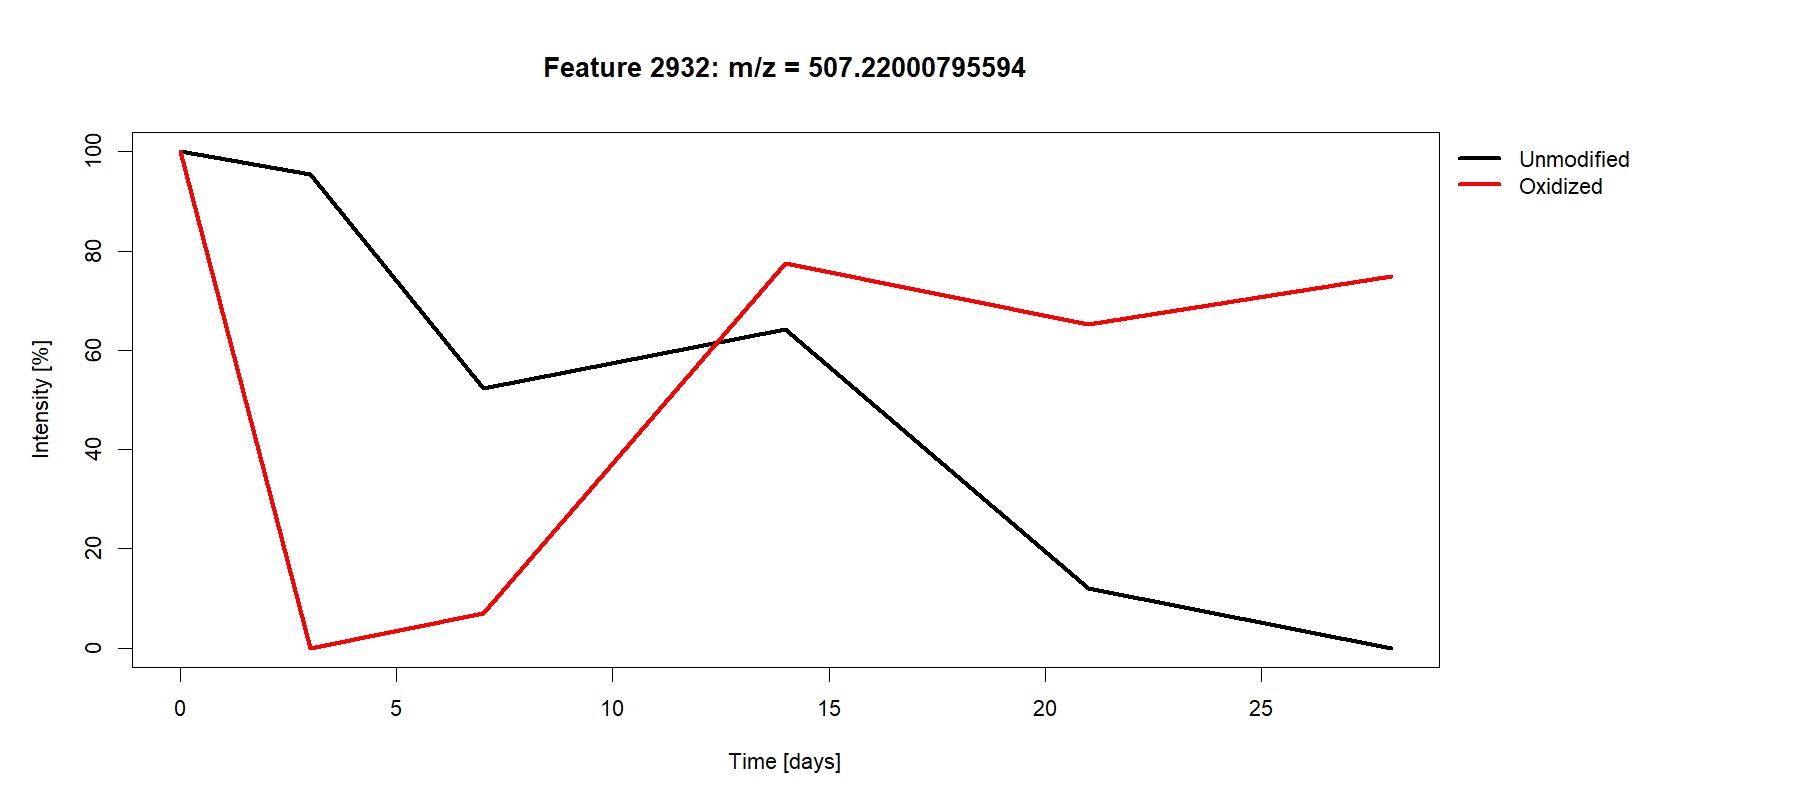 Feature 2932: m/z = 507.22000795594
Unmodified
Oxidized
Intensity [%]
100
80
60
40
20
0
0 5 10 15 20 25
Time [days]